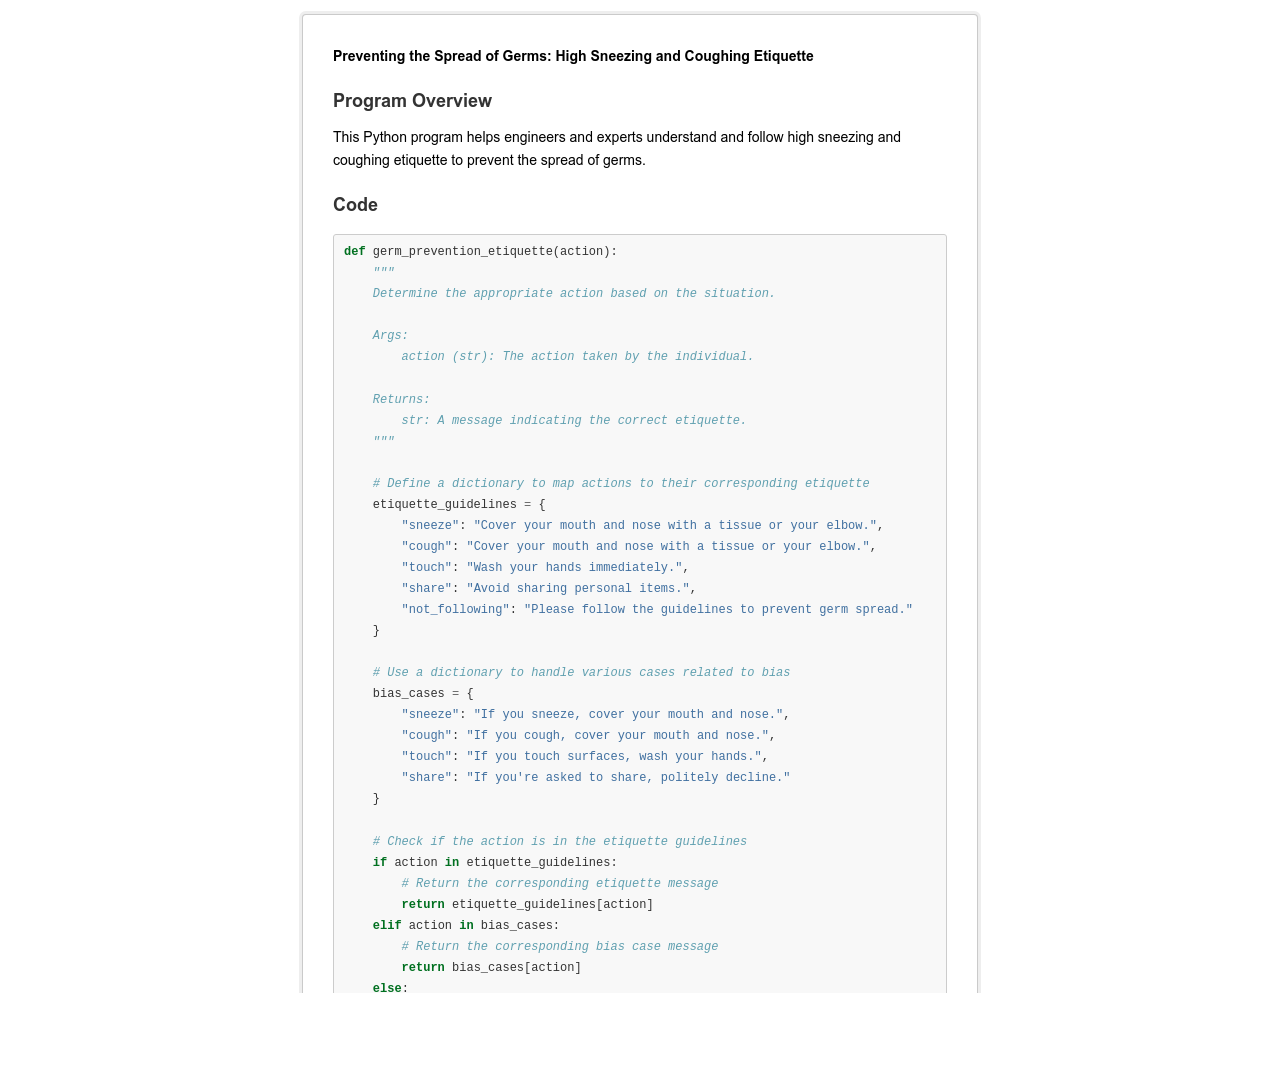 Preventing the Spread of Germs: High Sneezing and Coughing Etiquette
Program Overview
This Python program helps engineers and experts understand and follow high sneezing and
coughing etiquette to prevent the spread of germs.
Code
def germ_prevention_etiquette(action):
    """
    Determine the appropriate action based on the situation.

    Args:
        action (str): The action taken by the individual.

    Returns:
        str: A message indicating the correct etiquette.
    """

    # Define a dictionary to map actions to their corresponding etiquette
    etiquette_guidelines = {
        "sneeze": "Cover your mouth and nose with a tissue or your elbow.",
        "cough": "Cover your mouth and nose with a tissue or your elbow.",
        "touch": "Wash your hands immediately.",
        "share": "Avoid sharing personal items.",
        "not_following": "Please follow the guidelines to prevent germ spread."
    }

    # Use a dictionary to handle various cases related to bias
    bias_cases = {
        "sneeze": "If you sneeze, cover your mouth and nose.",
        "cough": "If you cough, cover your mouth and nose.",
        "touch": "If you touch surfaces, wash your hands.",
        "share": "If you're asked to share, politely decline."
    }

    # Check if the action is in the etiquette guidelines
    if action in etiquette_guidelines:
        # Return the corresponding etiquette message
        return etiquette_guidelines[action]
    elif action in bias_cases:
        # Return the corresponding bias case message
        return bias_cases[action]
    else: